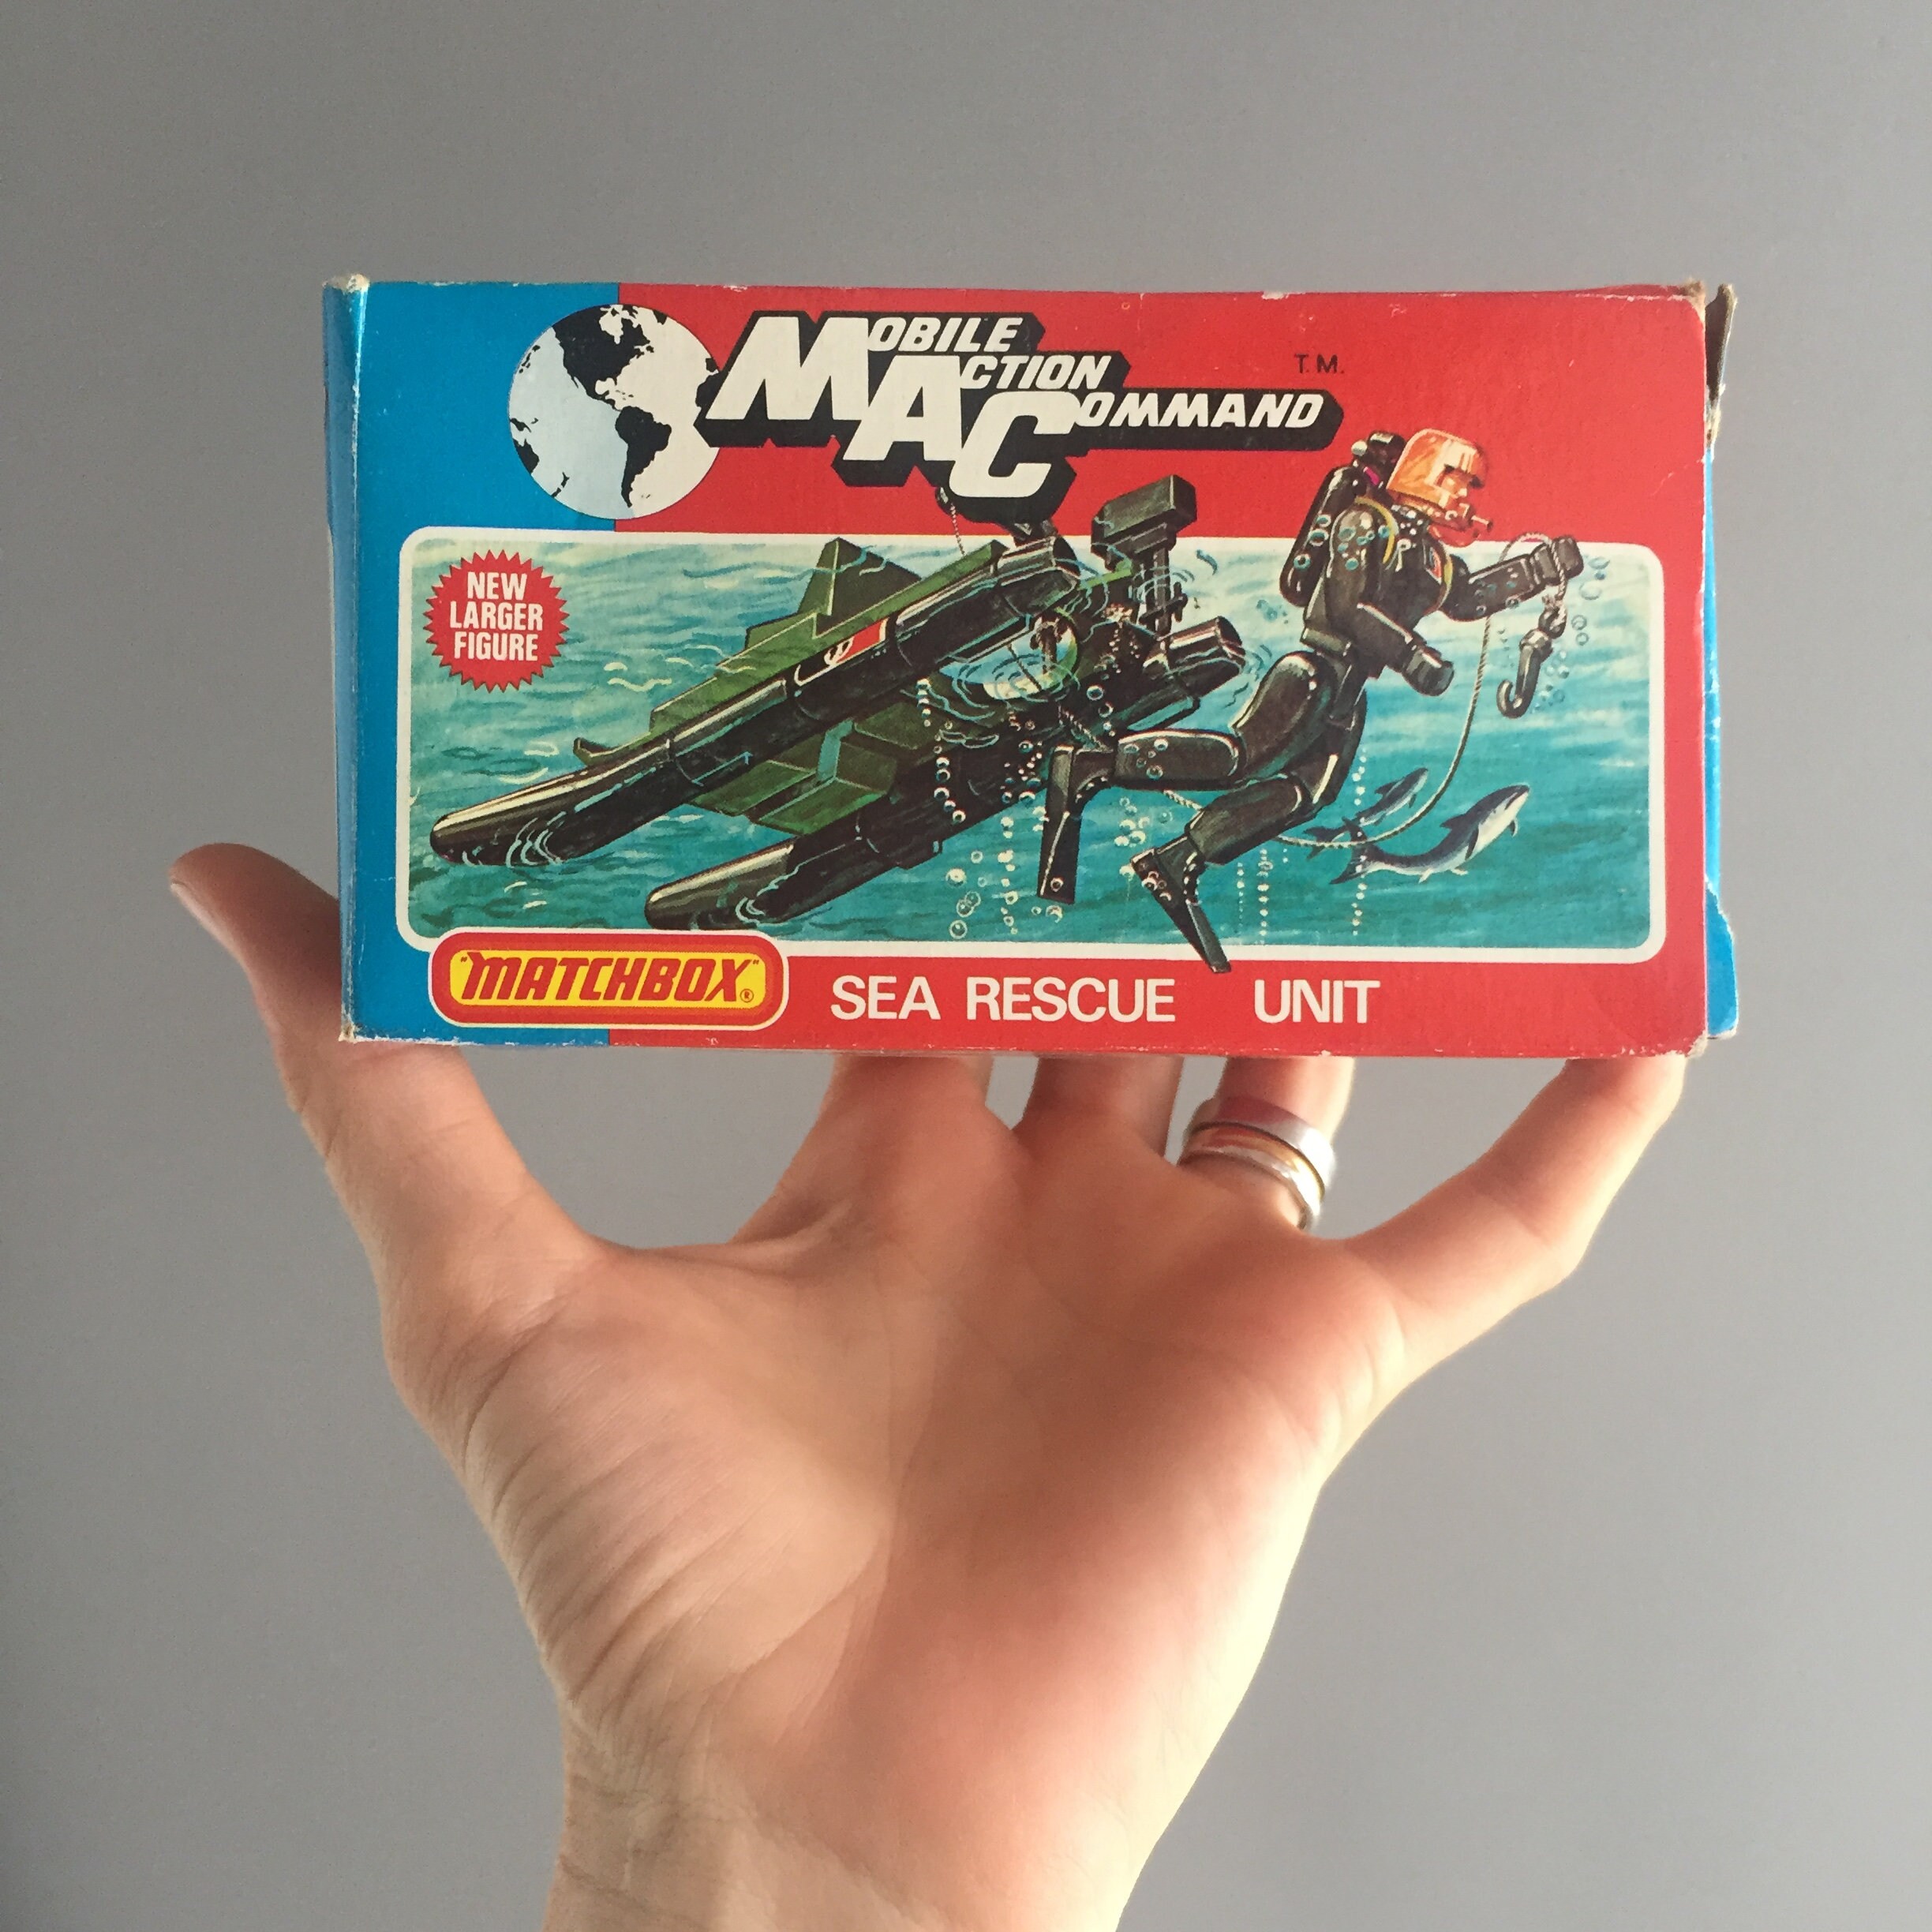 MOBILE
ACTION
COMMAND
T.M.
NEW
LARGER
FIGURE
"MATCHBOX"®
SEA RESCUE UNIT